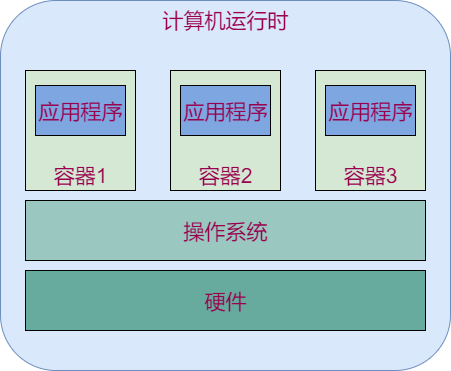 计算机运行时
应用程序
应用程序
应用程序
容器1
容器2
容器3
操作系统
硬件